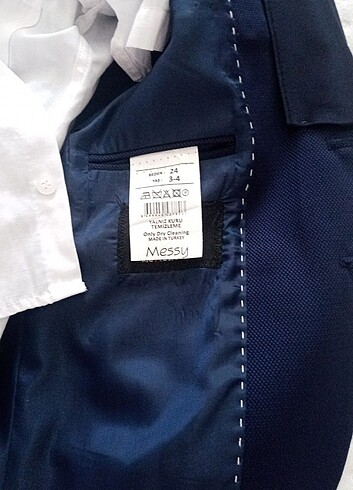 BEDEN: 24
YAŞ: 3-4
YALNIZ KURU
TEMİZLEME
Only Dry Cleaning
MADE IN TURKEY
Messy